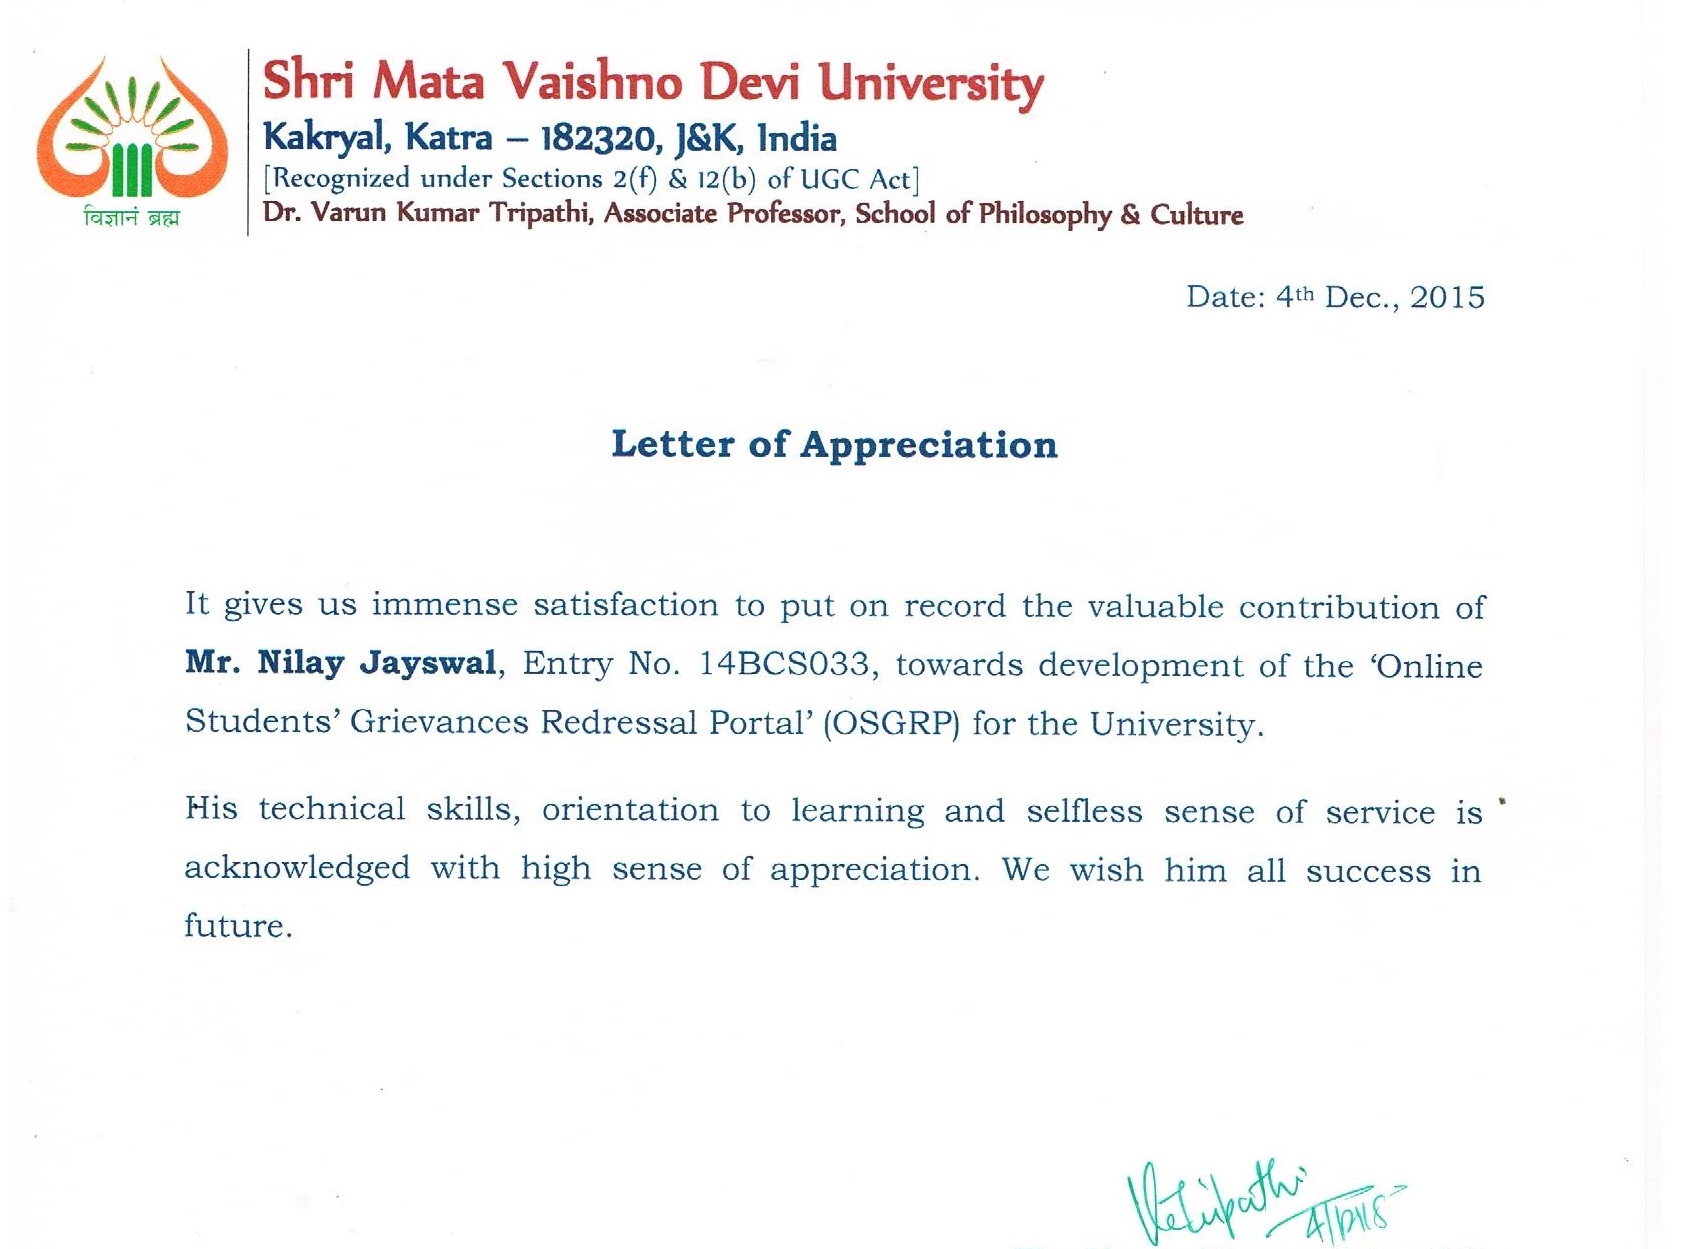 Shri Mata Vaishno Devi University
Kakryal, Katra – 182320, J&K, India
[Recognized under Sections 2(f) & 12(b) of UGC Act]
विज्ञानं ब्रह्म
Dr. Varun Kumar Tripathi, Associate Professor, School of Philosophy & Culture
Date: 4th Dec., 2015
Letter of Appreciation
It gives us immense satisfaction to put on record the valuable contribution of
Mr. Nilay Jayswal, Entry No. 14BCS033, towards development of the ‘Online
Students’ Grievances Redressal Portal’ (OSGRP) for the University.
His technical skills, orientation to learning and selfless sense of service is
acknowledged with high sense of appreciation. We wish him all success in
future.
VKTripathi
4/12/15